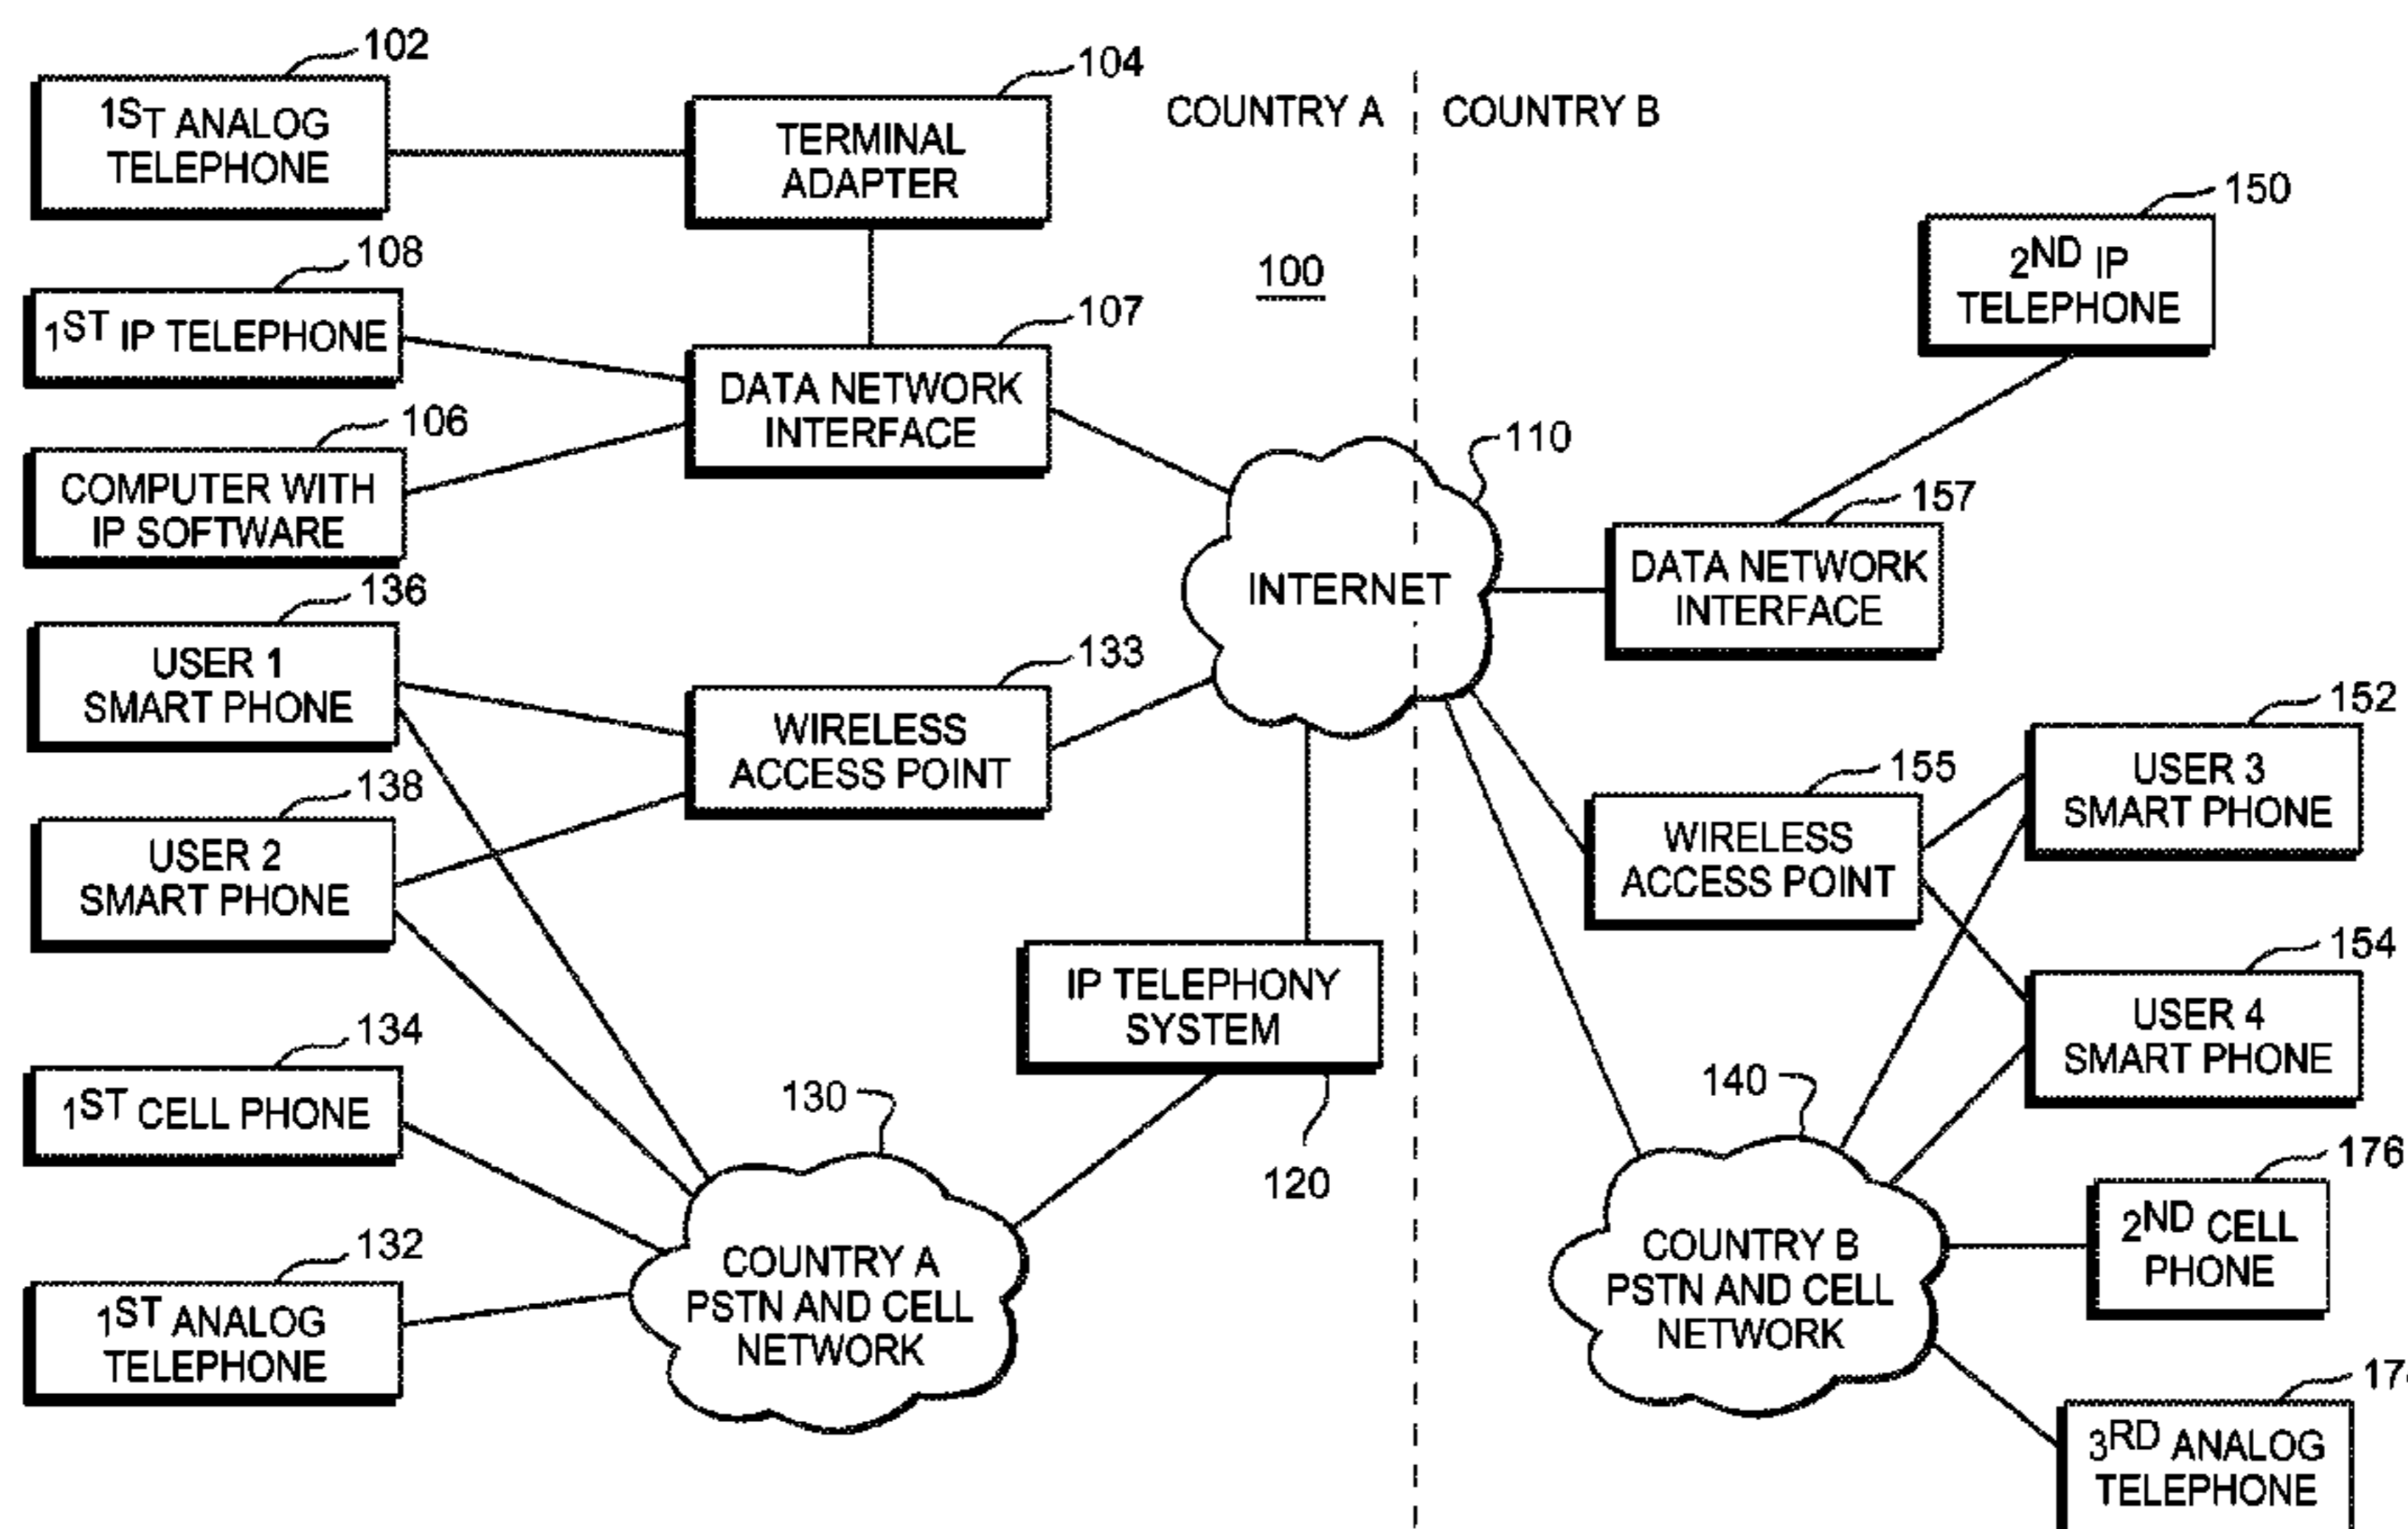 102
1ST ANALOG
TELEPHONE
104
TERMINAL
ADAPTER
COUNTRY A
COUNTRY B
108
1ST IP TELEPHONE
100
107
DATA NETWORK
INTERFACE
150
2ND IP
TELEPHONE
106
COMPUTER WITH
IP SOFTWARE
110
INTERNET
157
DATA NETWORK
INTERFACE
136
USER 1
SMART PHONE
133
WIRELESS
ACCESS POINT
152
USER 3
SMART PHONE
155
WIRELESS
ACCESS POINT
138
USER 2
SMART PHONE
IP TELEPHONY
SYSTEM
120
154
USER 4
SMART PHONE
134
1ST CELL PHONE
130
COUNTRY A
PSTN AND CELL
NETWORK
140
COUNTRY B
PSTN AND CELL
NETWORK
176
2ND CELL
PHONE
132
1ST ANALOG
TELEPHONE
3RD ANALOG
TELEPHONE